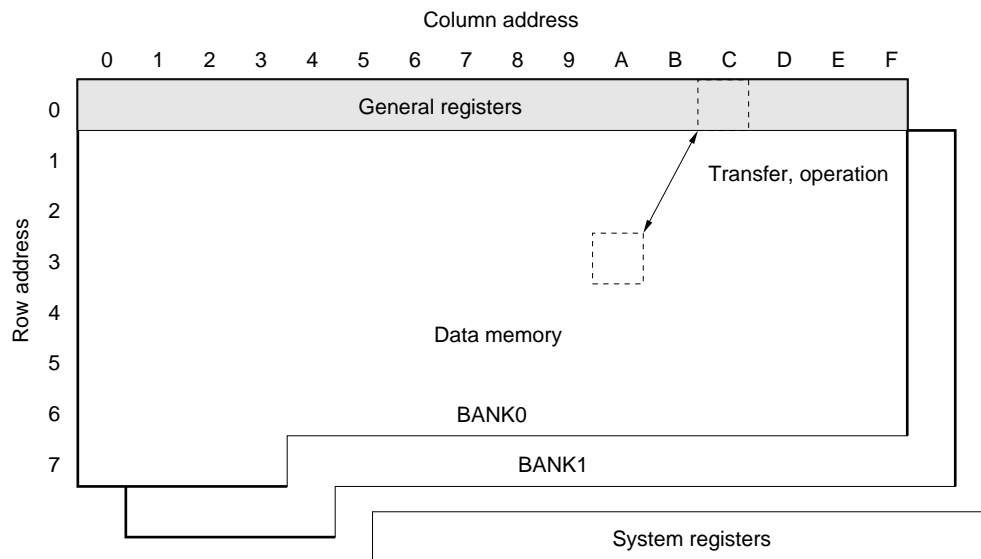 Column address
0 1 2 3 4 5 6 7 8 9 A B C D E F
0 General registers
1 Transfer, operation
2
3
Row address
4 Data memory
5
6 BANK0
7 BANK1
System registers